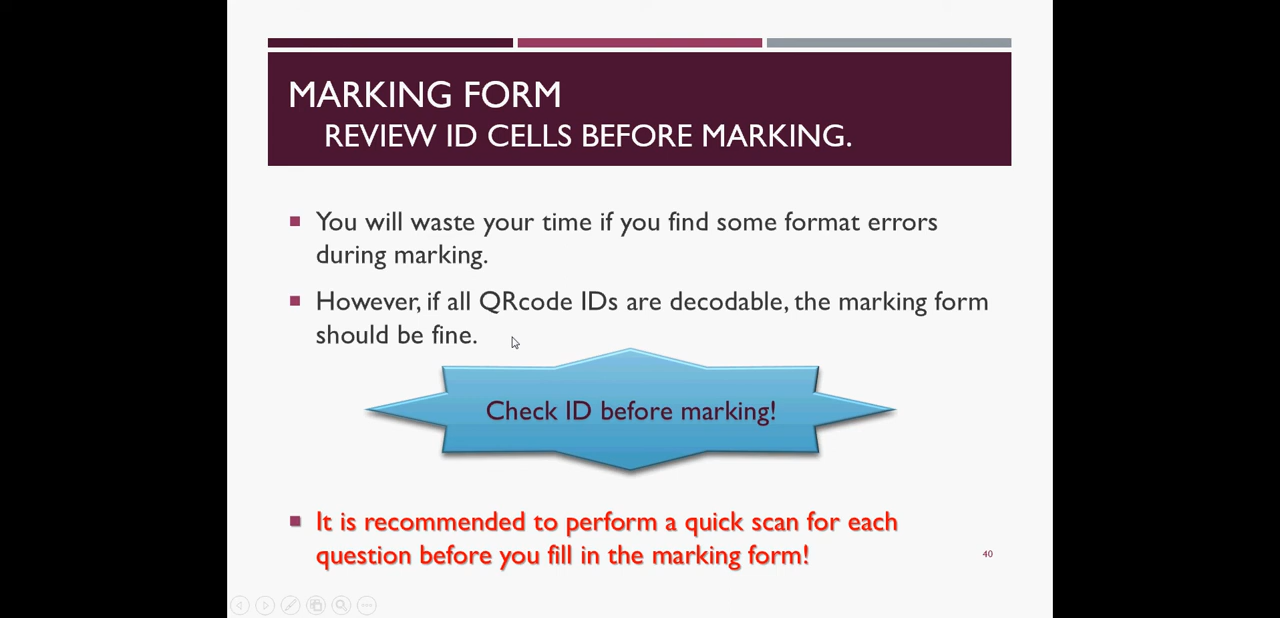 MARKING FORM
REVIEW ID CELLS BEFORE MARKING.
You will waste your time if you find some format errors
during marking.
However, if all QRcode IDs are decodable, the marking form
should be fine.
Check ID before marking!
It is recommended to perform a quick scan for each
question before you fill in the marking form!
40